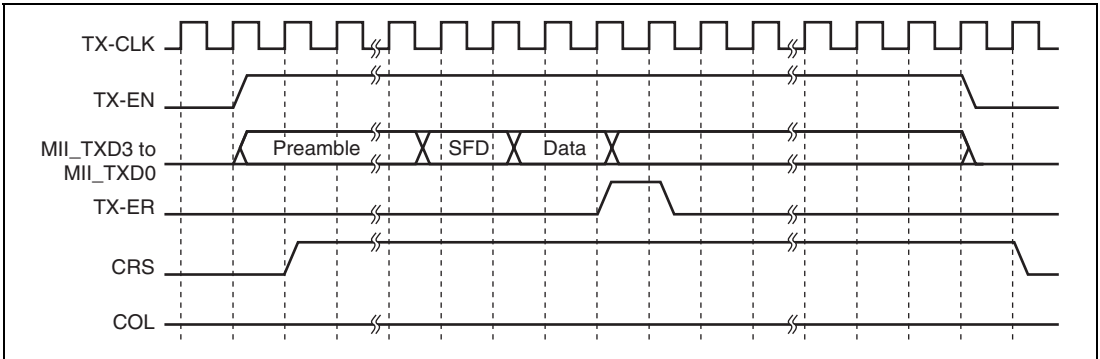 TX-CLK
TX-EN
MII_TXD3 to
MII_TXD0
Preamble
SFD
Data
TX-ER
CRS
COL